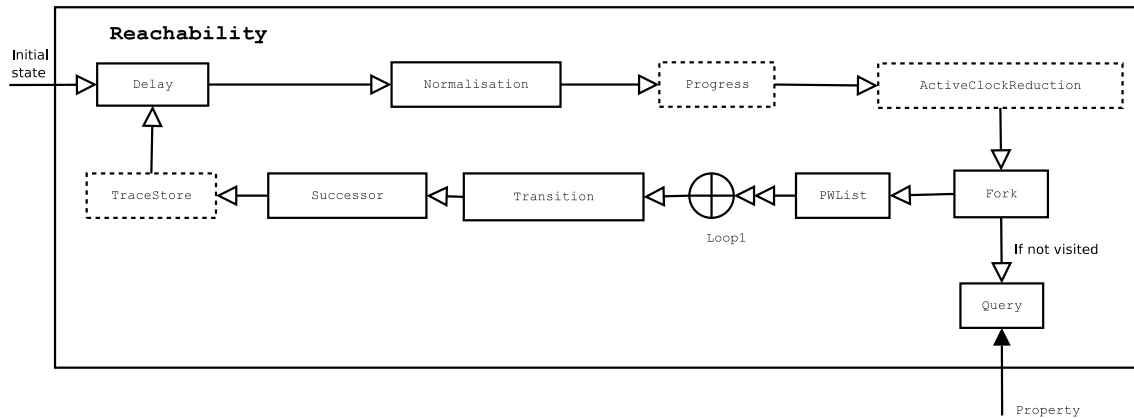 Reachability
Initial
state
Delay
Normalisation
Progress
ActiveClockReduction
TraceStore
Successor
Transition
Loop1
PWList
Fork
If not visited
Query
Property